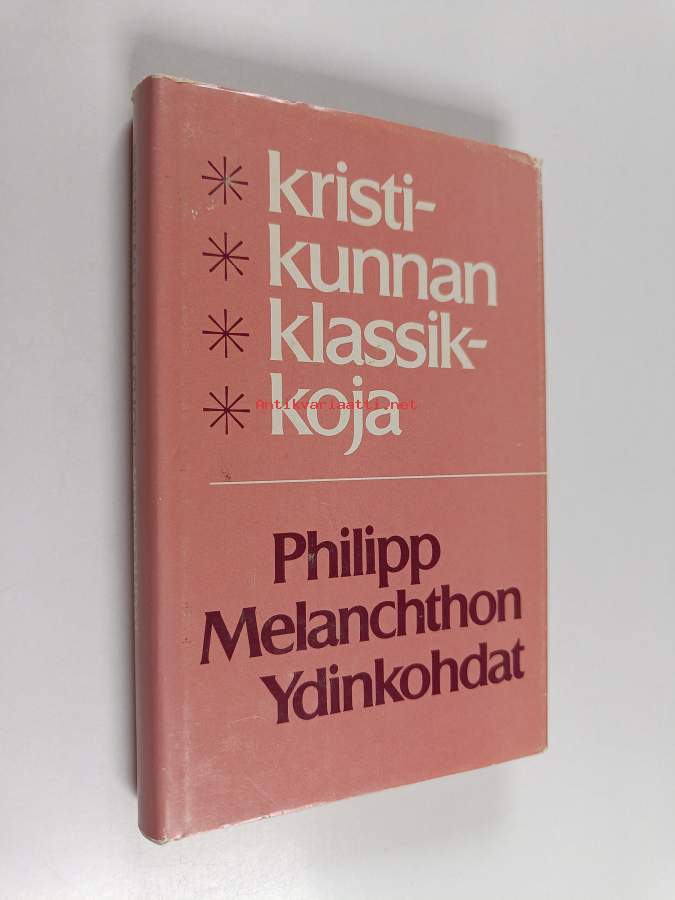 kristi-
kunnan
klassik-
koja
Antikvariaatti.net
Philipp
Melanchthon
Ydinkohdat